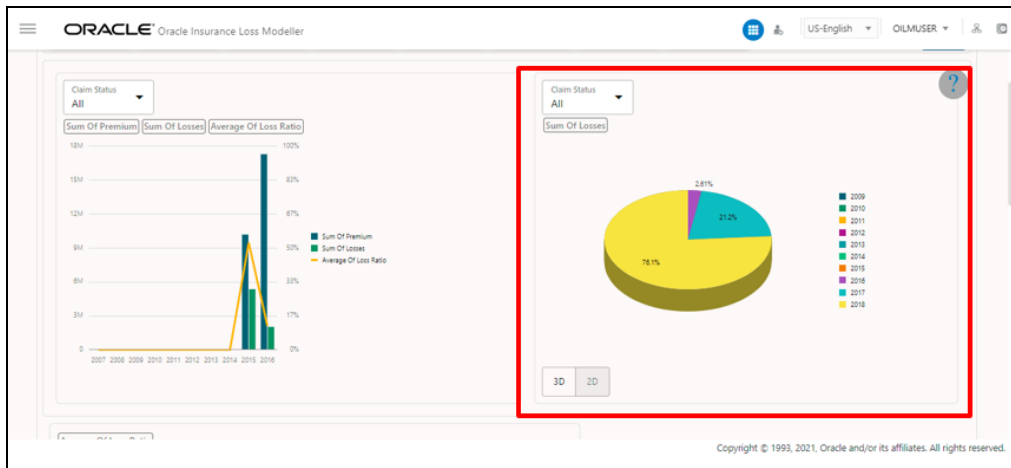 ORACLE® Oracle Insurance Loss Modeller
US-English
OILMUSER
Claim Status
All
Sum Of Premium Sum Of Losses Average Of Loss Ratio
18M 100%
15M 83%
12M 67%
9M 50%
6M 33%
3M 17%
0 0%
2007 2008 2009 2010 2011 2012 2013 2014 2015 2016
Sum Of Premium
Sum Of Losses
Average Of Loss Ratio
?
Claim Status
All
Sum Of Losses
2.61%
21.2%
76.1%
2009
2010
2011
2012
2013
2014
2015
2016
2017
2018
3D 2D
Copyright © 1993, 2021, Oracle and/or its affiliates. All rights reserved.